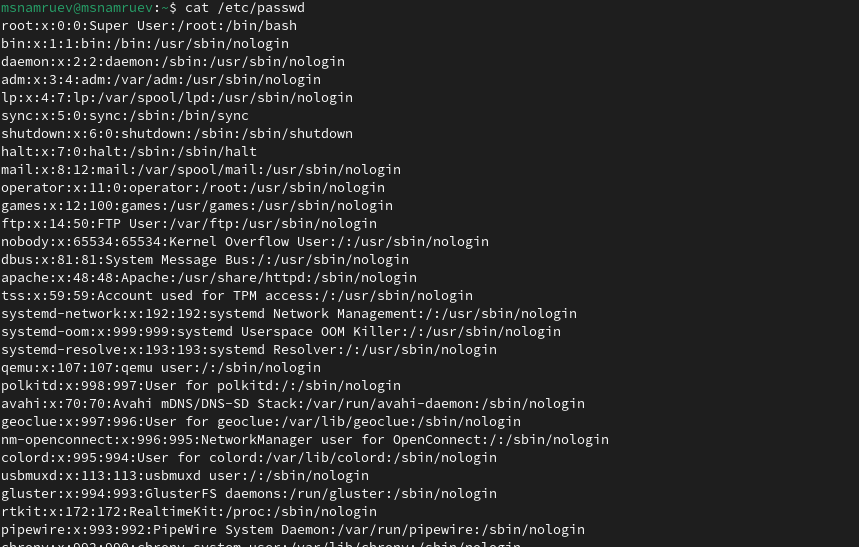 msnamruev@msnamruev:~$ cat /etc/passwd
root:x:0:0:Super User:/root:/bin/bash
bin:x:1:1:bin:/bin:/usr/sbin/nologin
daemon:x:2:2:daemon:/sbin:/usr/sbin/nologin
adm:x:3:4:adm:/var/adm:/usr/sbin/nologin
lp:x:4:7:lp:/var/spool/lpd:/usr/sbin/nologin
sync:x:5:0:sync:/sbin:/bin/sync
shutdown:x:6:0:shutdown:/sbin:/sbin/shutdown
halt:x:7:0:halt:/sbin:/sbin/halt
mail:x:8:12:mail:/var/spool/mail:/usr/sbin/nologin
operator:x:11:0:operator:/root:/usr/sbin/nologin
games:x:12:100:games:/usr/games:/usr/sbin/nologin
ftp:x:14:50:FTP User:/var/ftp:/usr/sbin/nologin
nobody:x:65534:65534:Kernel Overflow User:/:/usr/sbin/nologin
dbus:x:81:81:System Message Bus:/:/usr/sbin/nologin
apache:x:48:48:Apache:/usr/share/httpd:/sbin/nologin
tss:x:59:59:Account used for TPM access:/:/usr/sbin/nologin
systemd-network:x:192:192:systemd Network Management:/:/usr/sbin/nologin
systemd-oom:x:999:999:systemd Userspace OOM Killer:/:/usr/sbin/nologin
systemd-resolve:x:193:193:systemd Resolver:/:/usr/sbin/nologin
qemu:x:107:107:qemu user:/:/sbin/nologin
polkitd:x:998:997:User for polkitd:/:/sbin/nologin
avahi:x:70:70:Avahi mDNS/DNS-SD Stack:/var/run/avahi-daemon:/sbin/nologin
geoclue:x:997:996:User for geoclue:/var/lib/geoclue:/sbin/nologin
nm-openconnect:x:996:995:NetworkManager user for OpenConnect:/:/sbin/nologin
colord:x:995:994:User for colord:/var/lib/colord:/sbin/nologin
usbmuxd:x:113:113:usbmuxd user:/:/sbin/nologin
gluster:x:994:993:GlusterFS daemons:/run/gluster:/sbin/nologin
rtkit:x:172:172:RealtimeKit:/proc:/sbin/nologin
pipewire:x:993:992:PipeWire System Daemon:/var/run/pipewire:/sbin/nologin